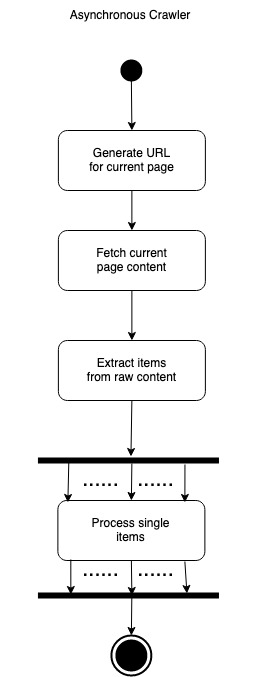 Asynchronous Crawler
Generate URL
for current page
Fetch current
page content
Extract items
from raw content
...... ......
Process single
items
...... ......